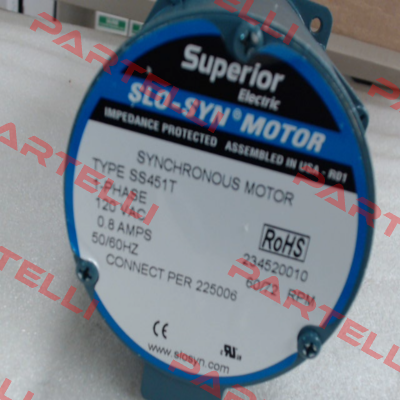 Superior
Electric
SLO-SYN® MOTOR
IMPEDANCE PROTECTED ASSEMBLED IN USA - R01
SYNCHRONOUS MOTOR
TYPE SS451T
1-PHASE
120 VAC
0.8 AMPS
50/60HZ
CONNECT PER 225006
RoHS
234520010
60/72 RPM
CE
www.slosyn.com
PARTELLI
PARTELLI
PARTELLI